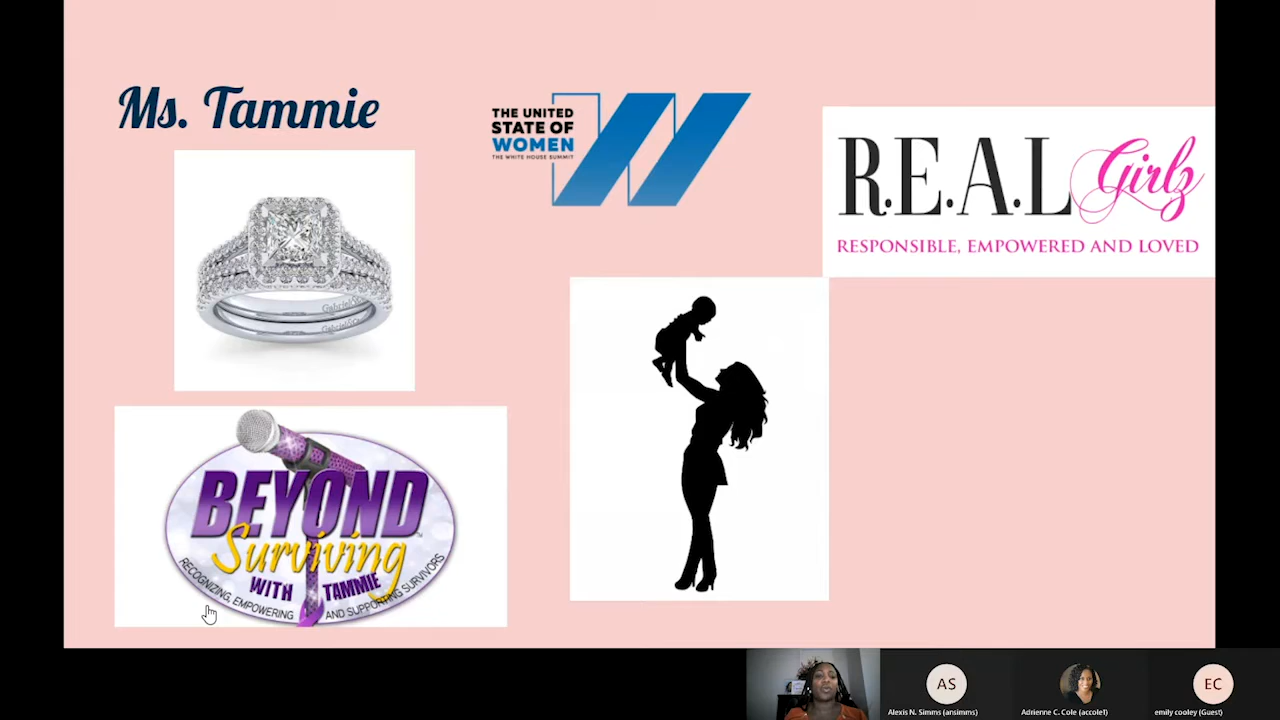 Ms. Tammie
THE UNITED
STATE OF
WOMEN
THE WHITE HOUSE SUMMIT
R.E.A.L Girlz
RESPONSIBLE, EMPOWERED AND LOVED
BEYOND
Surviving
WITH TAMMIE
RECOGNIZING, EMPOWERING AND SUPPORTING SURVIVORS
AS
Alexis N. Simms (ansimms)
Adrienne C. Cole (accole1)
EC
emily cooley (Guest)